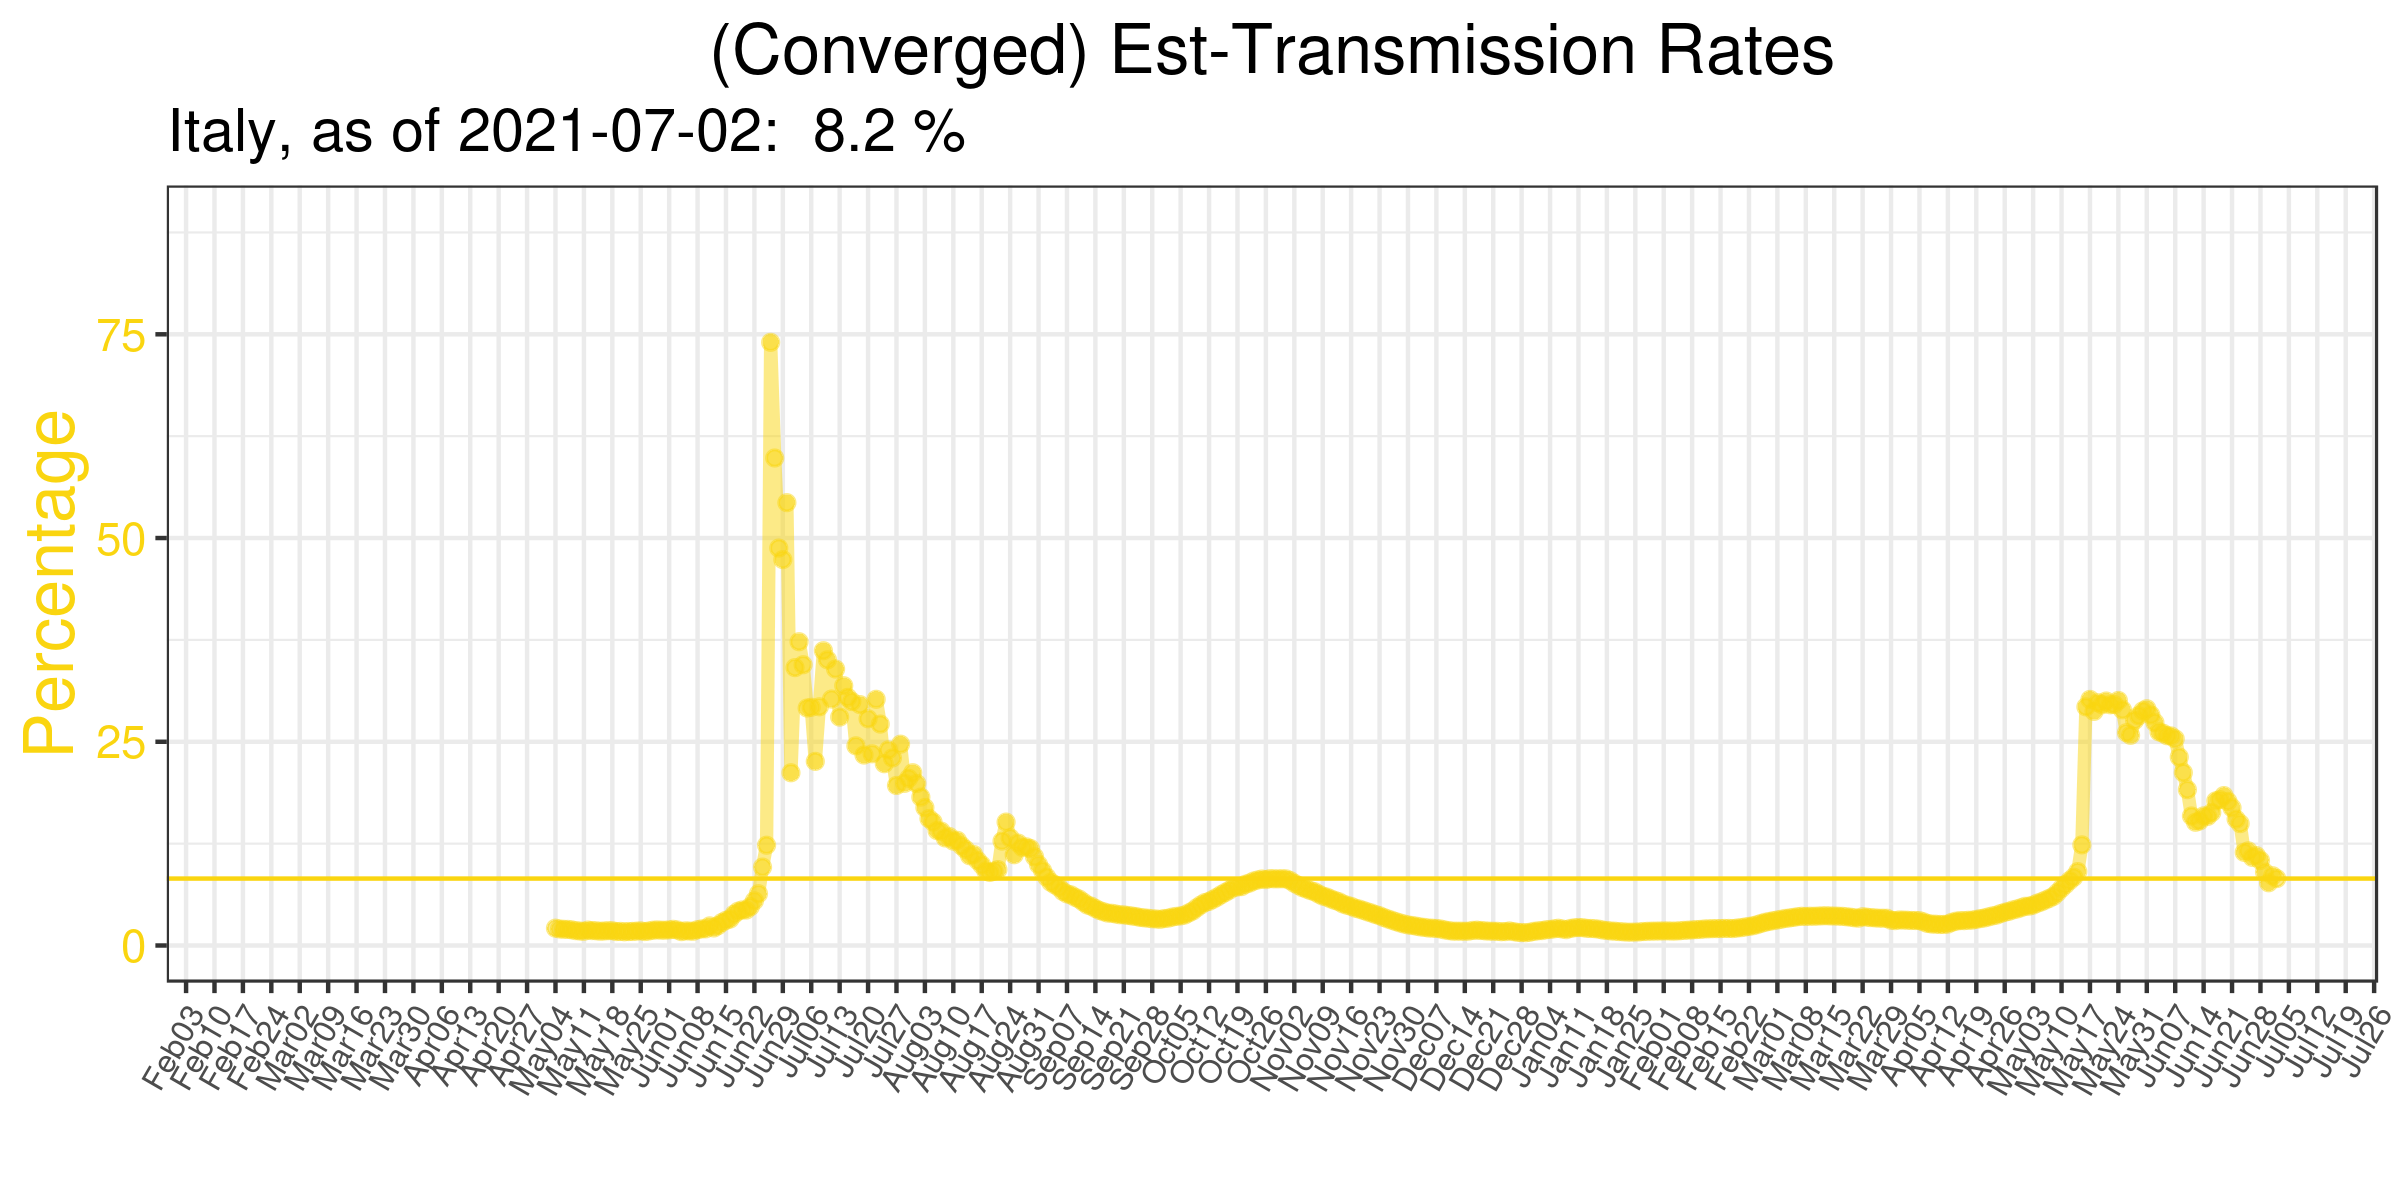 (Converged) Est-Transmission Rates
Italy, as of 2021-07-02:  8.2 %
Percentage
75
50
25
0
Feb03
Feb10
Feb17
Feb24
Mar02
Mar09
Mar16
Mar23
Mar30
Apr06
Apr13
Apr20
Apr27
May04
May11
May18
May25
Jun01
Jun08
Jun15
Jun22
Jun29
Jul06
Jul13
Jul20
Jul27
Aug03
Aug10
Aug17
Aug24
Aug31
Sep07
Sep14
Sep21
Sep28
Oct05
Oct12
Oct19
Oct26
Nov02
Nov09
Nov16
Nov23
Nov30
Dec07
Dec14
Dec21
Dec28
Jan04
Jan11
Jan18
Jan25
Feb01
Feb08
Feb15
Feb22
Mar01
Mar08
Mar15
Mar22
Mar29
Apr05
Apr12
Apr19
Apr26
May03
May10
May17
May24
May31
Jun07
Jun14
Jun21
Jun28
Jul05
Jul12
Jul19
Jul26